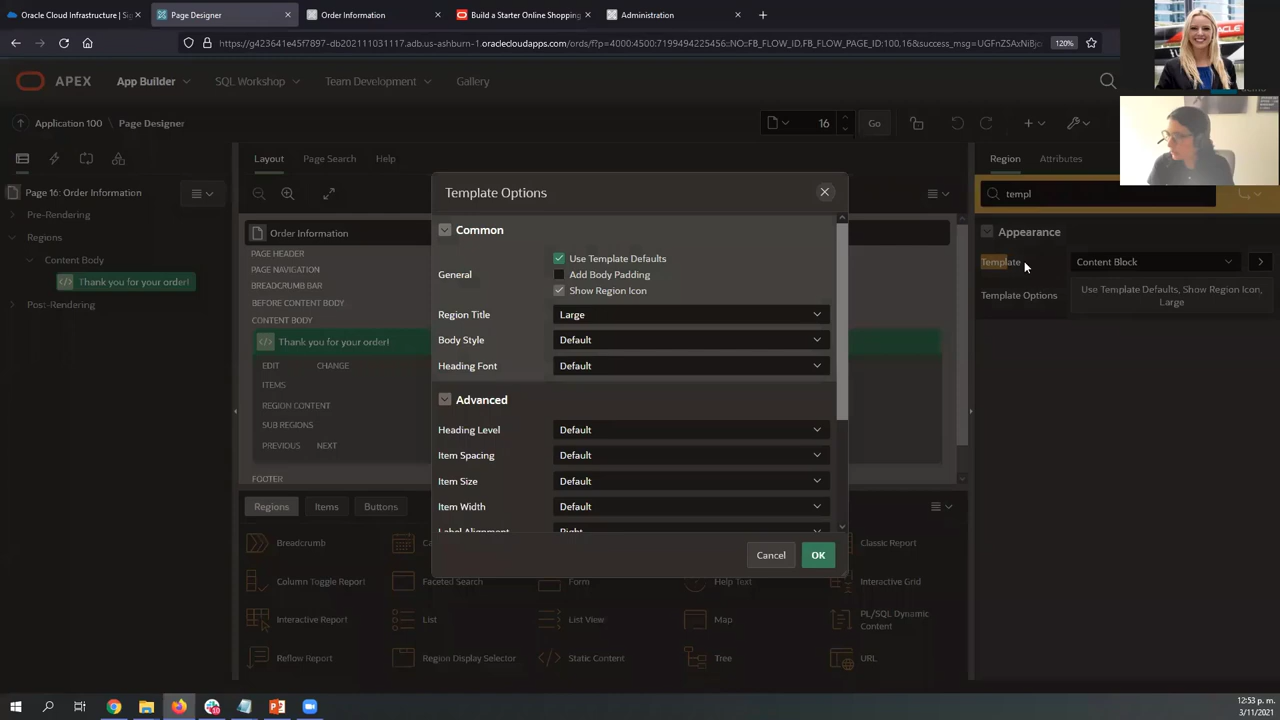 Oracle Cloud Infrastructure | Sig
Page Designer
Order Information
Build
Shopping
Administration
120%
APEX
App Builder
SQL Workshop
Team Development
Gallery
Application 100 \ Page Designer
16
Go
Layout
Page Search
Help
Region
Attributes
Page 16: Order Information
Pre-Rendering
Regions
Content Body
Thank you for your order!
Post-Rendering
Order Information
PAGE HEADER
PAGE NAVIGATION
BREADCRUMB BAR
BEFORE CONTENT BODY
CONTENT BODY
Thank you for your order!
EDIT CHANGE
ITEMS
REGION CONTENT
SUB REGIONS
PREVIOUS NEXT
FOOTER
Template Options
Common
General
Use Template Defaults
Add Body Padding
Show Region Icon
Region Title Large
Body Style Default
Heading Font Default
Advanced
Heading Level Default
Item Spacing Default
Item Size Default
Item Width Default
Label Alignment Right
Cancel OK
templ
Appearance
Template Content Block
Template Options Use Template Defaults, Show Region Icon,
Large
Regions Items Buttons
Breadcrumb
Classic Report
Column Toggle Report
Faceted Search
Form
Help Text
Interactive Grid
Interactive Report
List
List View
Map
PL/SQL Dynamic
Content
Reflow Report
Region Display Selector
Static Content
Tree
URL
12:53 p. m.
3/11/2021